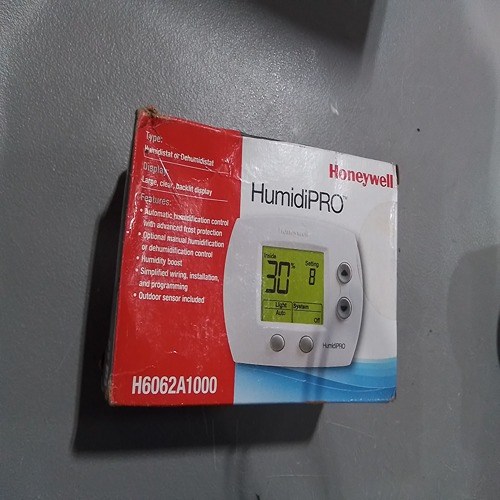 Type:
Humidistat or Dehumidistat
Display:
Large, clear, backlit display
Features:
• Automatic humidification control
with advanced frost protection
• Optional manual humidification
or dehumidification control
• Humidity boost
• Simplified wiring, installation,
and programming
• Outdoor sensor included
H6062A1000
Honeywell
HumidiPRO™
Inside
Setting
30%
8
Light
System
Auto
Off
HumidiPRO